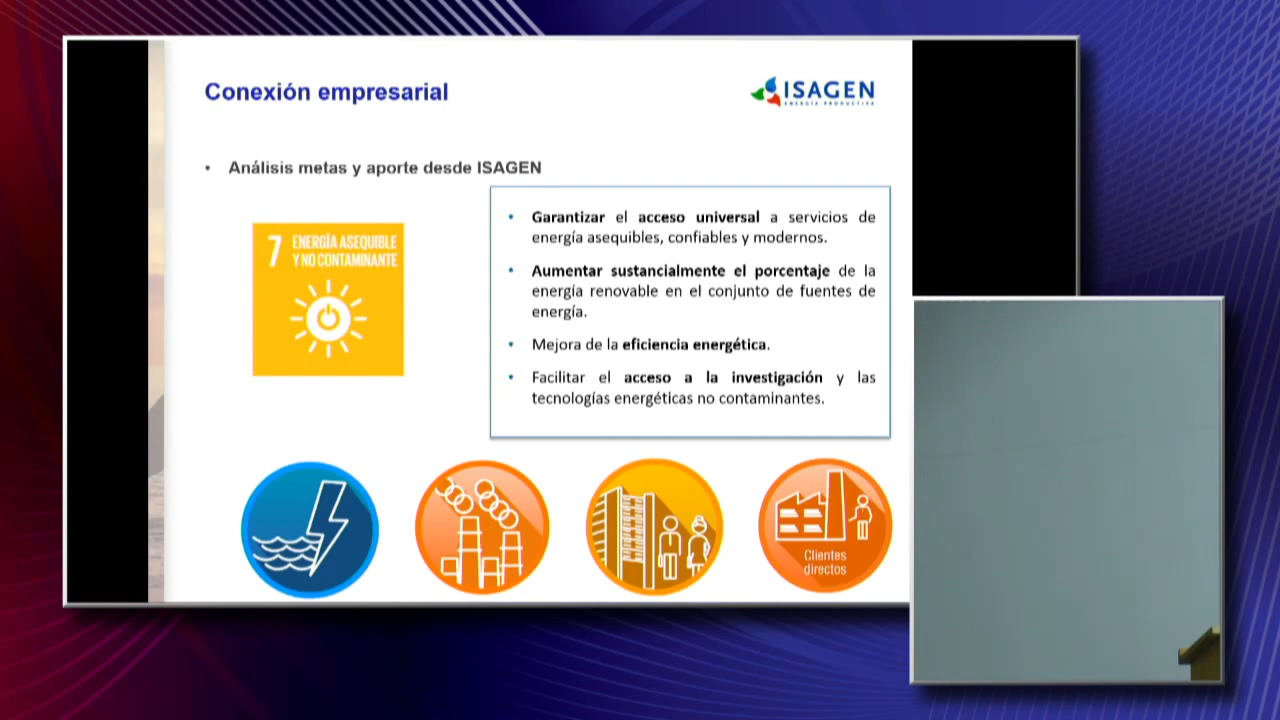 Conexión empresarial
ISAGEN
ENERGÍA PRODUCTIVA
• Análisis metas y aporte desde ISAGEN
7 ENERGÍA ASEQUIBLE
Y NO CONTAMINANTE
• Garantizar el acceso universal a servicios de
energía asequibles, confiables y modernos.
• Aumentar sustancialmente el porcentaje de la
energía renovable en el conjunto de fuentes de
energía.
• Mejora de la eficiencia energética.
• Facilitar el acceso a la investigación y las
tecnologías energéticas no contaminantes.
Clientes
directos